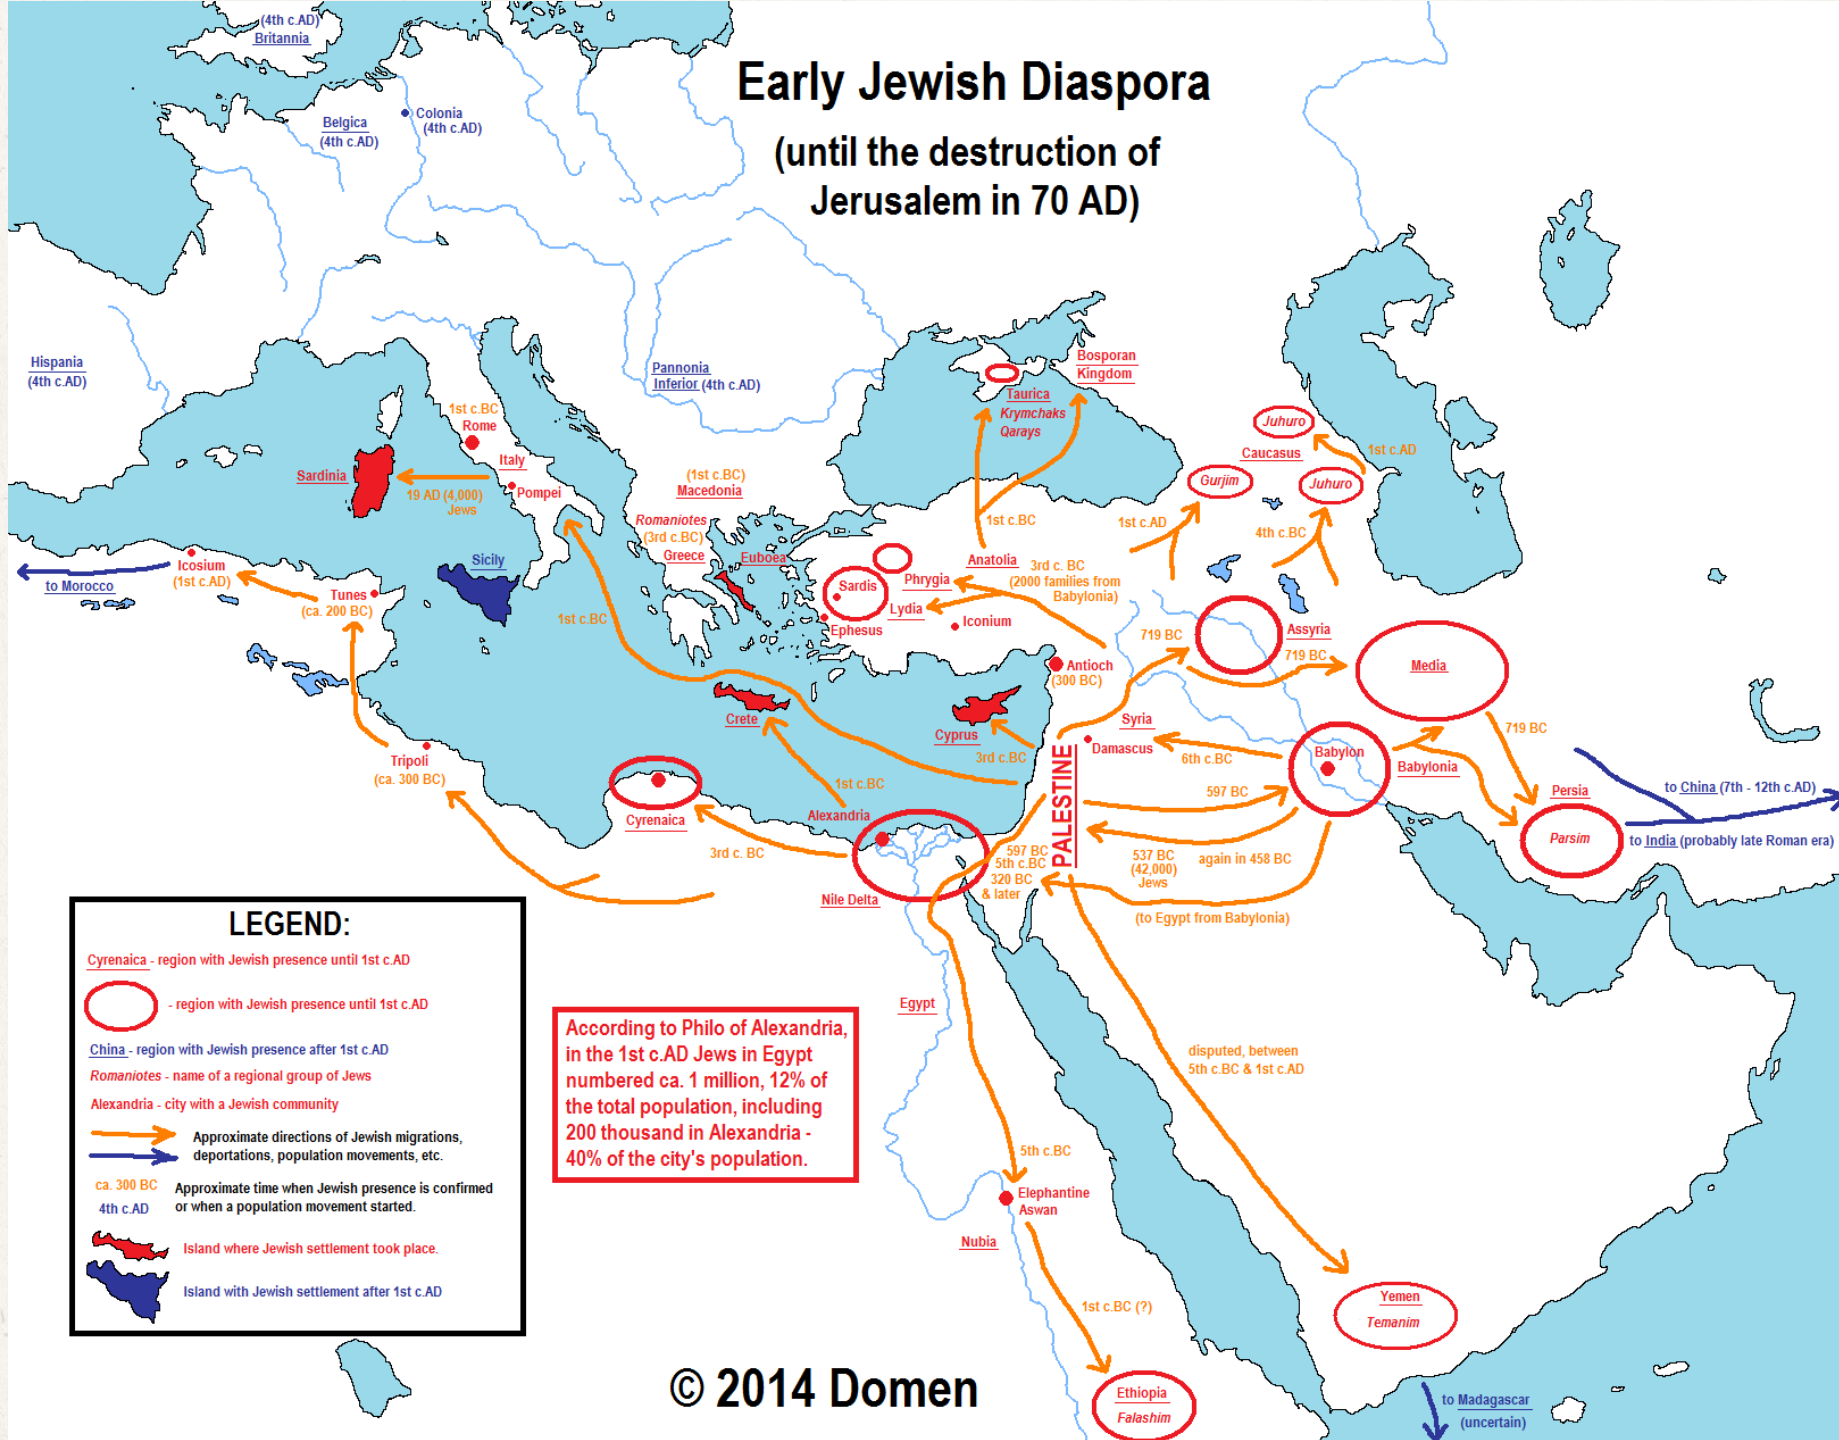 Early Jewish Diaspora
(until the destruction of
Jerusalem in 70 AD)
(4th c.AD)
Britannia
Belgica
(4th c.AD)
Colonia
(4th c.AD)
Hispania
(4th c.AD)
Pannonia
Inferior (4th c.AD)
Bosporan
Kingdom
Taurica
Krymchaks
Qarays
1st c.BC
Rome
Italy
Pompei
Sardinia
19 AD (4,000)
Jews
(1st c.BC)
Macedonia
Romaniotes
(3rd c.BC)
Greece
Euboea
Juhuro
Caucasus
1st c.AD
Gurjim
Juhuro
1st c.AD
4th c.BC
1st c.BC
Anatolia
3rd c. BC
(2000 families from
Babylonia)
Phrygia
Sardis
Lydia
Ephesus
Iconium
Icosium
(1st c.AD)
to Morocco
Sicily
Tunes
(ca. 200 BC)
1st c.BC
719 BC
Assyria
719 BC
Media
Antioch
(300 BC)
Crete
Cyprus
3rd c.BC
Syria
Damascus
6th c.BC
Babylon
Babylonia
719 BC
Tripoli
(ca. 300 BC)
Cyrenaica
1st c.BC
Alexandria
3rd c. BC
Nile Delta
PALESTINE
597 BC
597 BC
5th c.BC
320 BC
& later
537 BC
(42,000)
Jews
again in 458 BC
(to Egypt from Babylonia)
Persia
Parsim
to China (7th - 12th c.AD)
to India (probably late Roman era)
Egypt
disputed, between
5th c.BC & 1st c.AD
5th c.BC
Elephantine
Aswan
Nubia
1st c.BC (?)
Ethiopia
Falashim
Yemen
Temanim
to Madagascar
(uncertain)
According to Philo of Alexandria,
in the 1st c.AD Jews in Egypt
numbered ca. 1 million, 12% of
the total population, including
200 thousand in Alexandria -
40% of the city's population.
LEGEND:
Cyrenaica - region with Jewish presence until 1st c.AD
- region with Jewish presence until 1st c.AD
China - region with Jewish presence after 1st c.AD
Romaniotes - name of a regional group of Jews
Alexandria - city with a Jewish community
Approximate directions of Jewish migrations,
deportations, population movements, etc.
ca. 300 BC
4th c.AD
Approximate time when Jewish presence is confirmed
or when a population movement started.
Island where Jewish settlement took place.
Island with Jewish settlement after 1st c.AD
© 2014 Domen